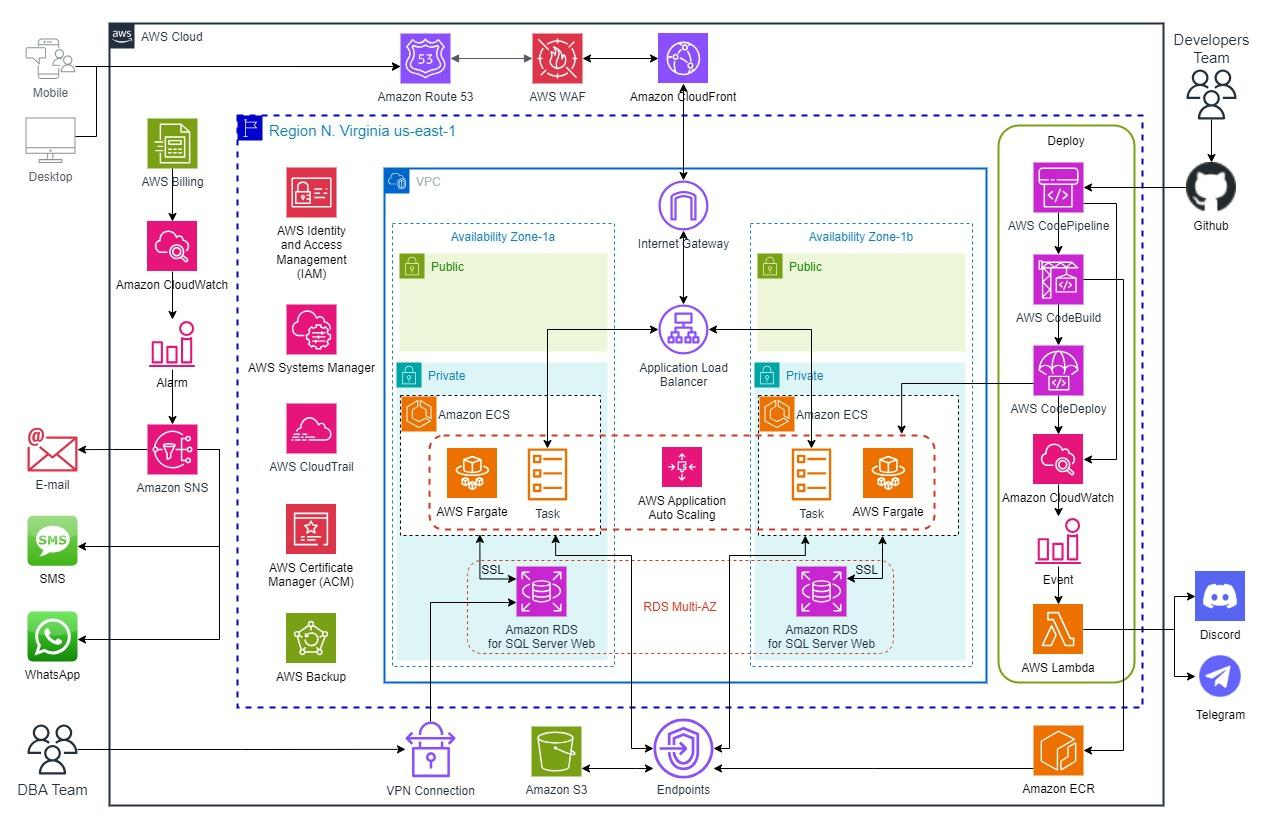 aws
AWS Cloud
Mobile
Desktop
53
Amazon Route 53
AWS WAF
Amazon CloudFront
Developers
Team
Github
Region N. Virginia us-east-1
AWS Billing
Amazon CloudWatch
Alarm
Amazon SNS
@
E-mail
SMS
SMS
WhatsApp
DBA Team
AWS Identity
and Access
Management
(IAM)
AWS Systems Manager
AWS CloudTrail
AWS Certificate
Manager (ACM)
AWS Backup
VPC
Internet Gateway
Application Load
Balancer
Availability Zone-1a
Public
Private
Amazon ECS
AWS Fargate
Task
AWS Application
Auto Scaling
Availability Zone-1b
Public
Private
Amazon ECS
Task
AWS Fargate
SSL
Amazon RDS
for SQL Server Web
RDS Multi-AZ
SSL
Amazon RDS
for SQL Server Web
Deploy
AWS CodePipeline
AWS CodeBuild
AWS CodeDeploy
Amazon CloudWatch
Event
AWS Lambda
Discord
Telegram
VPN Connection
Amazon S3
Endpoints
Amazon ECR